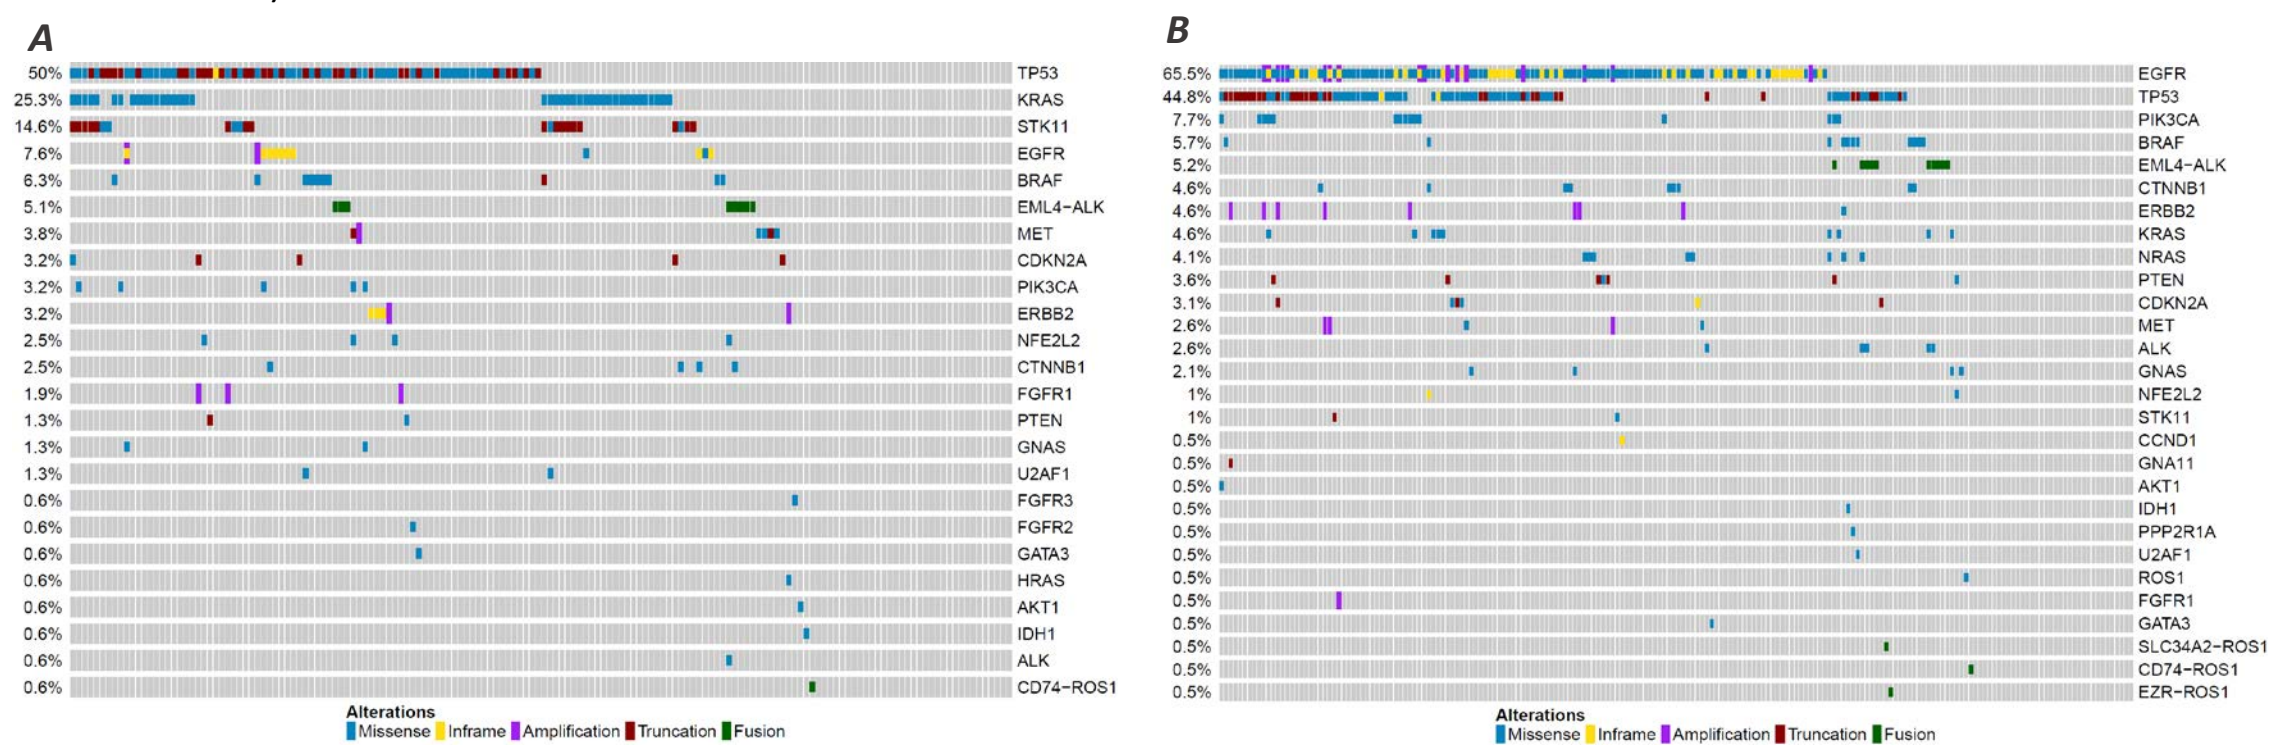 A
50% TP53
25.3% KRAS
14.6% STK11
7.6% EGFR
6.3% BRAF
5.1% EML4−ALK
3.8% MET
3.2% CDKN2A
3.2% PIK3CA
3.2% ERBB2
2.5% NFE2L2
2.5% CTNNB1
1.9% FGFR1
1.3% PTEN
1.3% GNAS
1.3% U2AF1
0.6% FGFR3
0.6% FGFR2
0.6% GATA3
0.6% HRAS
0.6% AKT1
0.6% IDH1
0.6% ALK
0.6% CD74−ROS1
Alterations
Missense Inframe Amplification Truncation Fusion
B
65.5% EGFR
44.8% TP53
7.7% PIK3CA
5.7% BRAF
5.2% EML4−ALK
4.6% CTNNB1
4.6% ERBB2
4.6% KRAS
4.1% NRAS
3.6% PTEN
3.1% CDKN2A
2.6% MET
2.6% ALK
2.1% GNAS
1% NFE2L2
1% STK11
0.5% CCND1
0.5% GNA11
0.5% AKT1
0.5% IDH1
0.5% PPP2R1A
0.5% U2AF1
0.5% ROS1
0.5% FGFR1
0.5% GATA3
0.5% SLC34A2−ROS1
0.5% CD74−ROS1
0.5% EZR−ROS1
Alterations
Missense Inframe Amplification Truncation Fusion